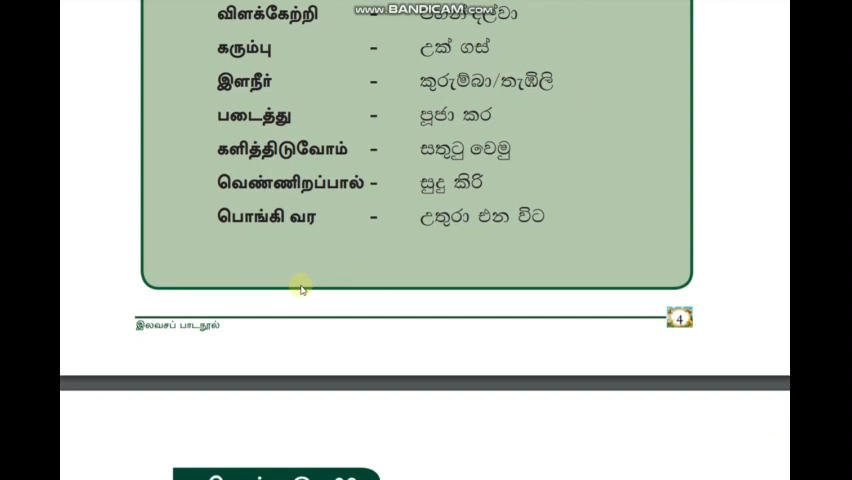 www.BANDICAM.com
விளக்கேற்றி -
கரும்பு - උක් ගස්
இளநீர் - කුරුම්බා/තැඹිලි
படைத்து - පූජා කර
களித்திடுவோம் - සතුටු වෙමු
வெண்ணிறப்பால் - සුදු කිරි
பொங்கி வர - උතුරා එන විට
இலவசப் பாடநூல்
4